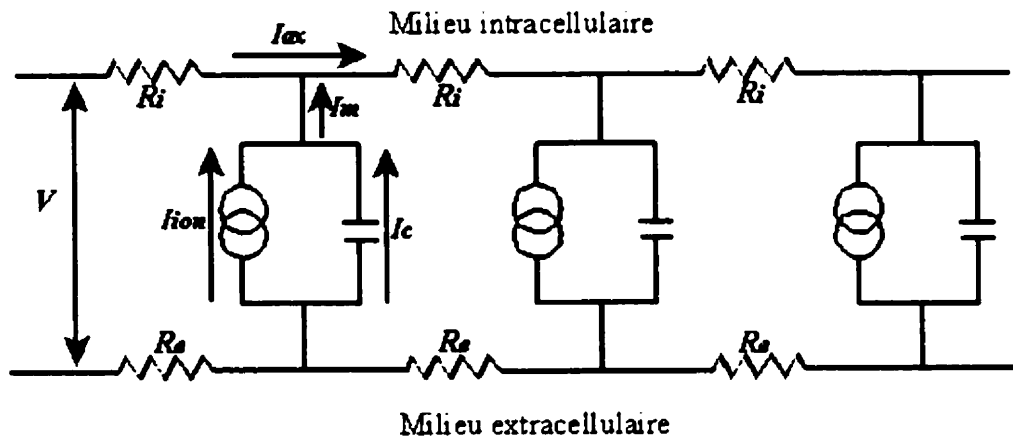 Milieu intracellulaire
Iax
Ri Ri Ri
Im
V
Iion
Ic
Re Re Re
Milieu extracellulaire